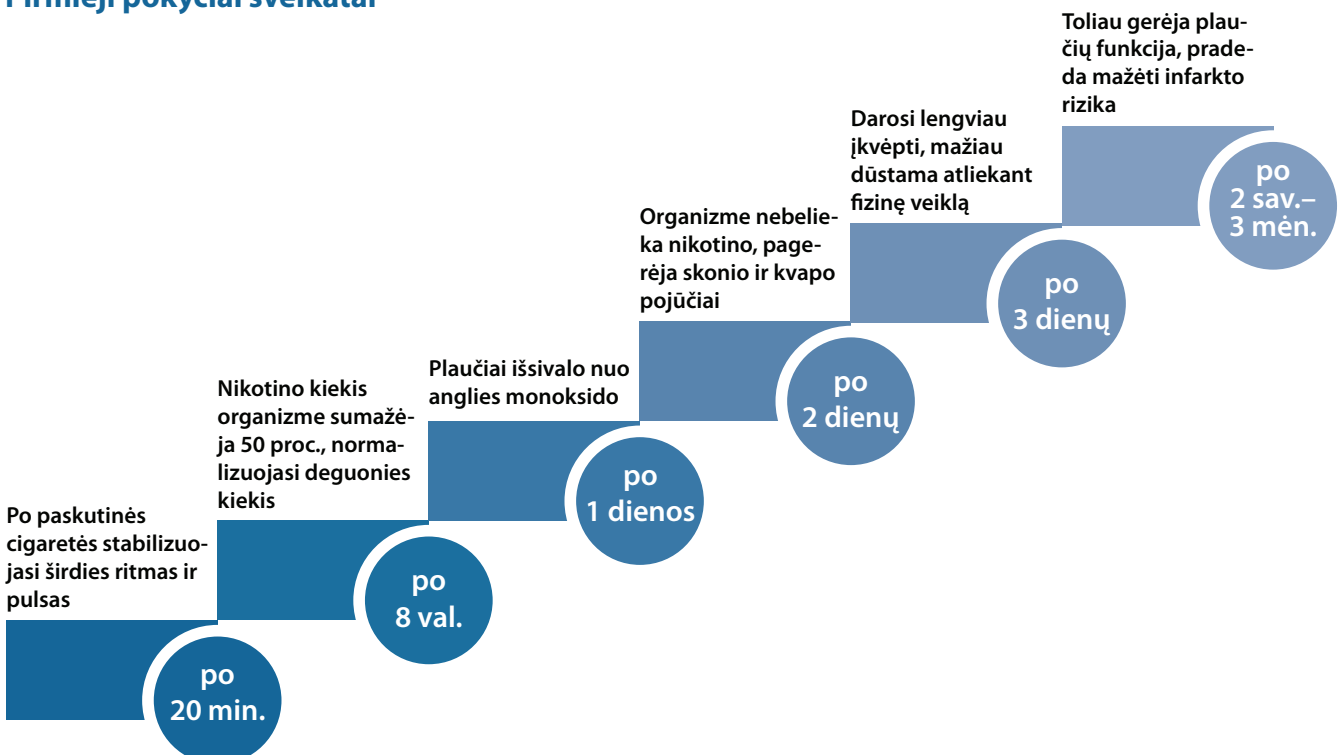 Pirmieji pokyčiai sveikatai
Po paskutinės
cigaretės stabilizuo-
jasi širdies ritmas ir
pulsas
po
20 min.
Nikotino kiekis
organizme sumažė-
ja 50 proc., norma-
lizuojasi deguonies
kiekis
po
8 val.
Plaučiai išsivalo nuo
anglies monoksido
po
1 dienos
Organizme nebelie-
ka nikotino, page-
rėja skonio ir kvapo
pojūčiai
po
2 dienų
Darosi lengviau
įkvėpti, mažiau
dūstama atliekant
fizinę veiklą
po
3 dienų
Toliau gerėja plau-
čių funkcija, prade-
da mažėti infarkto
rizika
po
2 sav.–
3 mėn.